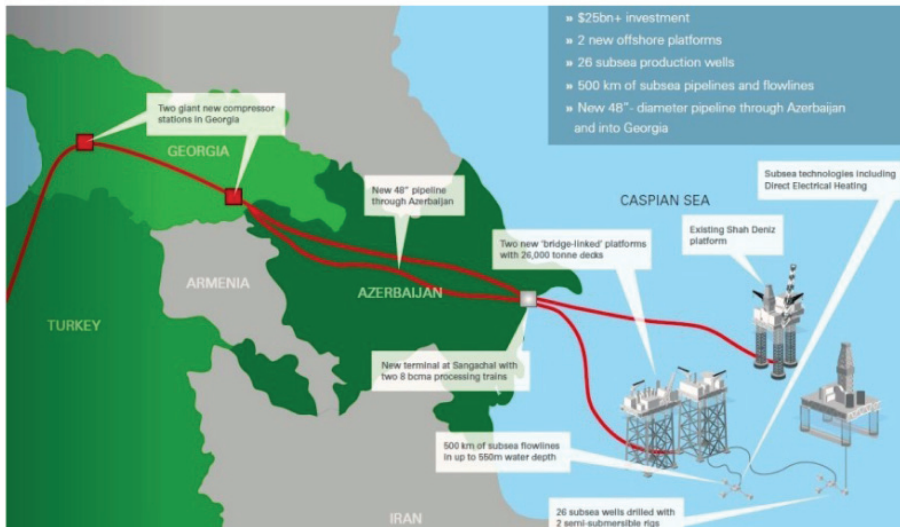 » $25bn+ investment
» 2 new offshore platforms
» 26 subsea production wells
» 500 km of subsea pipelines and flowlines
» New 48"- diameter pipeline through Azerbaijan
and into Georgia
Two giant new compressor
stations in Georgia
GEORGIA
New 48" pipeline
through Azerbaijan
Subsea technologies including
Direct Electrical Heating
CASPIAN SEA
Existing Shah Deniz
platform
Two new 'bridge-linked' platforms
with 26,000 tonne decks
ARMENIA
AZERBAIJAN
TURKEY
New terminal at Sangachal with
two 8 bcma processing trains
500 km of subsea flowlines
in up to 550m water depth
26 subsea wells drilled with
2 semi-submersible rigs
IRAN